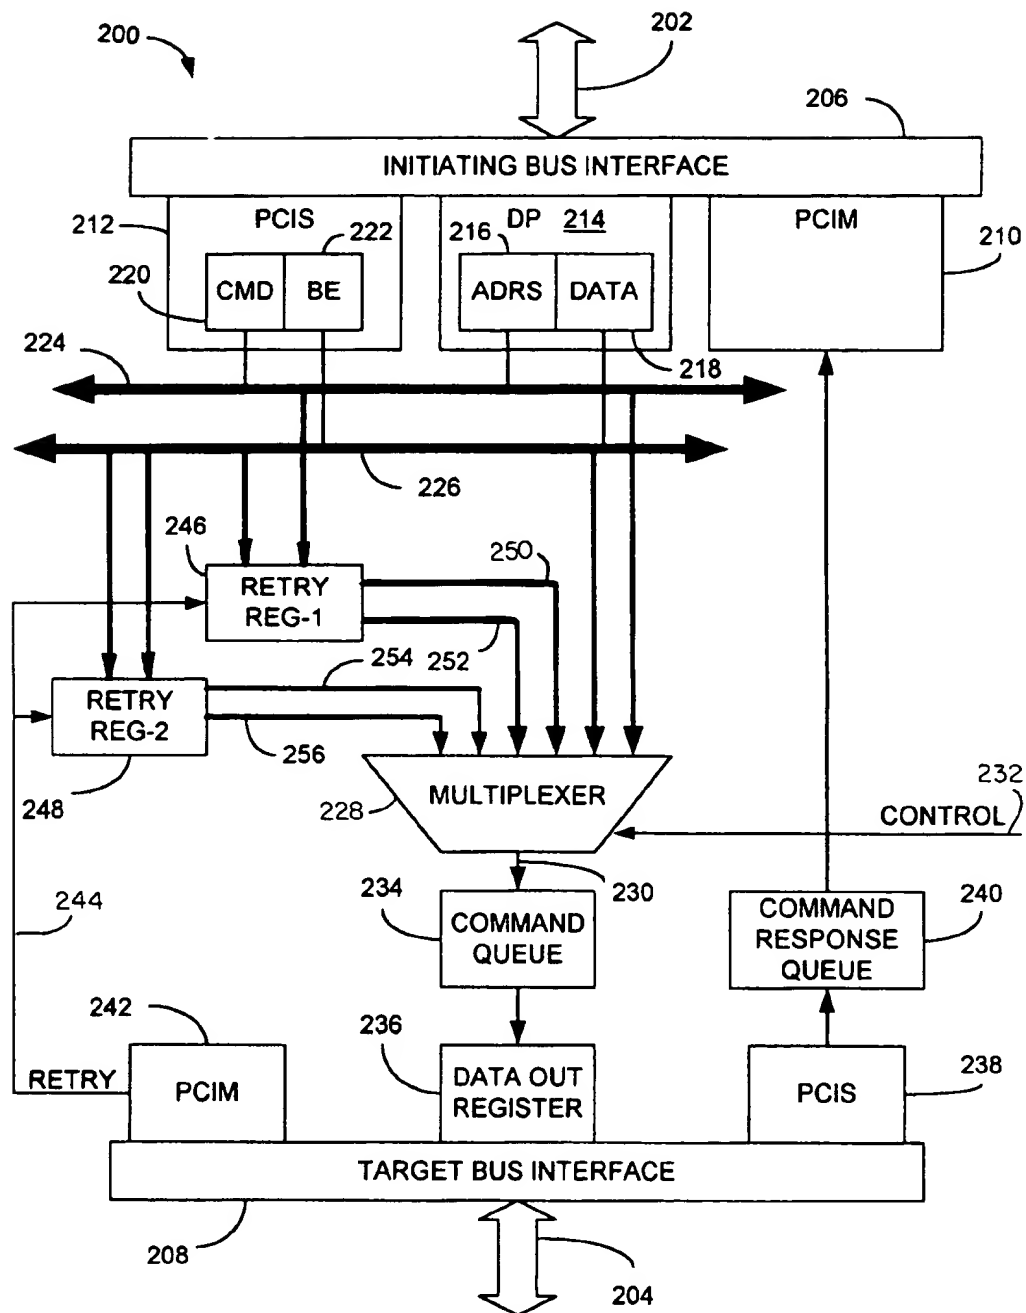 200
202
206
INITIATING BUS INTERFACE
212
PCIS
222
CMD
BE
220
DP 214
216
ADRS
DATA
218
PCIM
210
224
226
246
RETRY
REG-1
250
252
254
RETRY
REG-2
256
248
228
MULTIPLEXER
232
CONTROL
230
234
COMMAND
QUEUE
240
COMMAND
RESPONSE
QUEUE
244
242
RETRY
PCIM
236
DATA OUT
REGISTER
238
PCIS
TARGET BUS INTERFACE
208
204